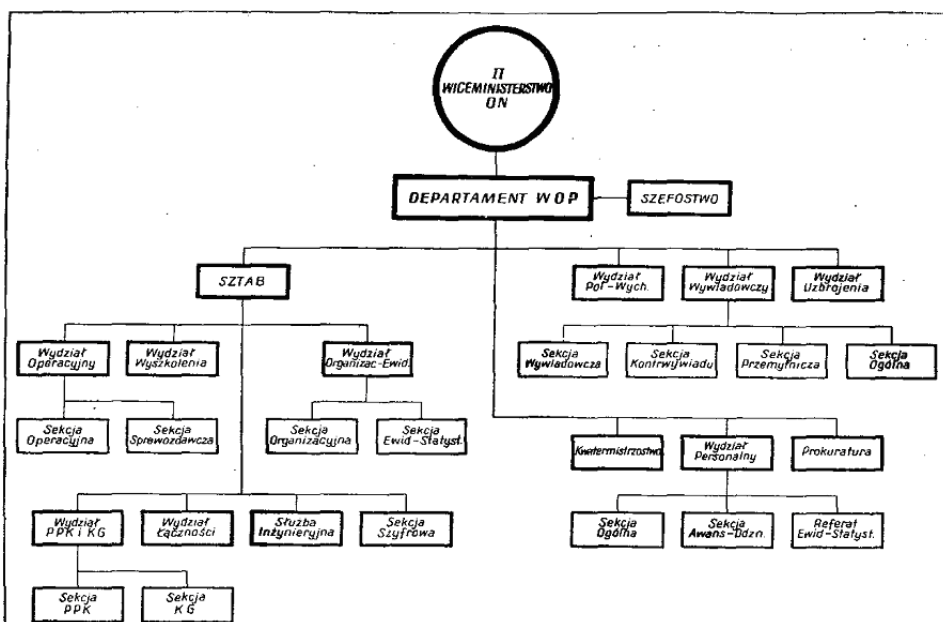 II
WICEMINISTERSTWO
ON
DEPARTAMENT WOP
SZEFOSTWO
SZTAB
Wydział
Pol-Wych.
Wydział
Wywiadowczy
Wydział
Uzbrojenia
Wydział
Operacyjny
Wydział
Wyszkolenia
Wydział
Organizac-Ewid.
Sekcja
Wywiadowcza
Sekcja
Kontrwywiadu
Sekcja
Przemytnicza
Sekcja
Ogólna
Sekcja
Operacyjna
Sekcja
Sprawozdawcza
Sekcja
Organizacyjna
Sekcja
Ewid-Statyst.
Kwatermistrzostwo
Wydział
Personalny
Prokuratura
Wydział
PPK i KG
Wydział
Łączności
Służba
Inżynieryjna
Sekcja
Szyfrowa
Sekcja
Ogólna
Sekcja
Awans-Odzn.
Referat
Ewid-Statyst.
Sekcja
PPK
Sekcja
KG